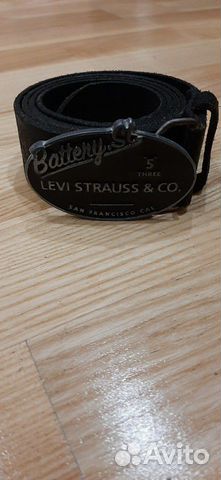 Battery St
5
THREE
LEVI STRAUSS & CO.
SAN FRANCISCO CAL
Avito